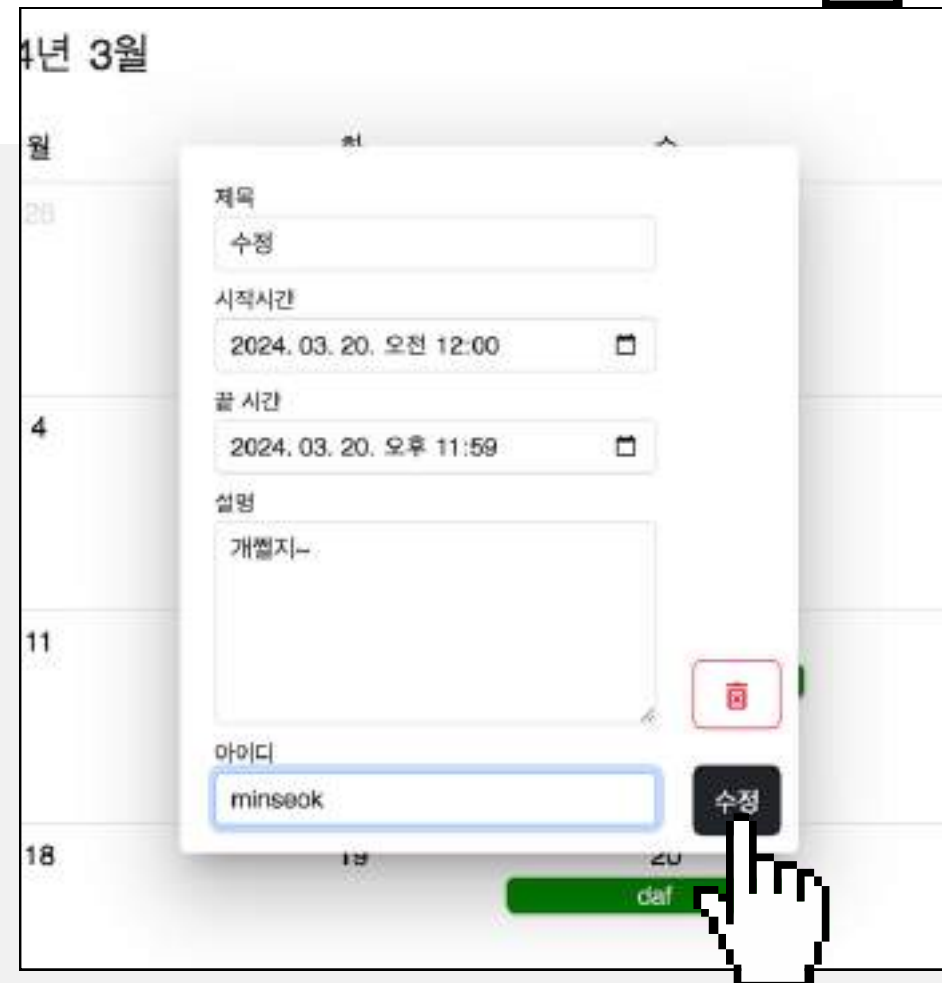 4년 3월
월
수
26
제목
수정
시작시간
2024. 03. 20. 오전 12:00
끝 시간
2024. 03. 20. 오후 11:59
4
설명
개쩔지~
11
아이디
minseok
수정
18
19
20
daf